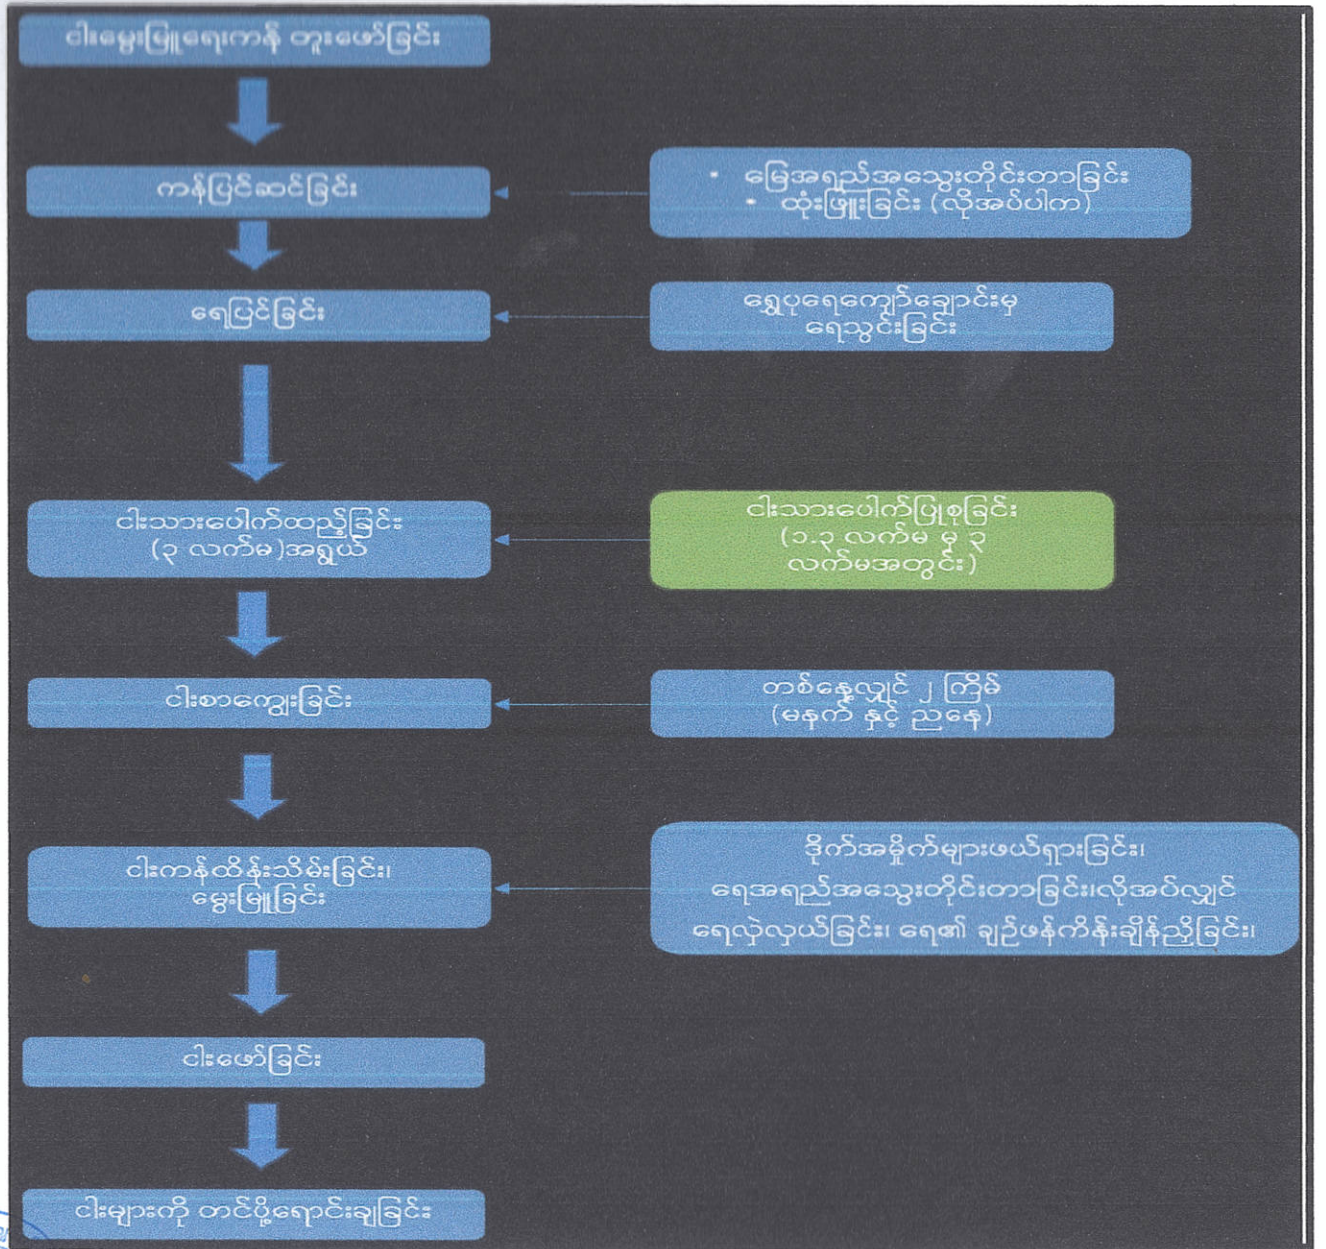 ငါးမွေးမြူရေးကန် တူးဖော်ခြင်း
ကန်ပြင်ဆင်ခြင်း
• မြေအရည်အသွေးတိုင်းတာခြင်း
• ထုံးဖြူးခြင်း (လိုအပ်ပါက)
ရေပြင်ခြင်း
ရွှေပုရေကျော်ချောင်းမှ
ရေသွင်းခြင်း
ငါးသားပေါက်ထည့်ခြင်း
(၃ လက်မ)အရွယ်
ငါးသားပေါက်ပြုစုခြင်း
(၁.၃ လက်မ မှ ၃
လက်မအတွင်း)
ငါးစာကျွေးခြင်း
တစ်နေ့လျှင် ၂ ကြိမ်
(မနက် နှင့် ညနေ)
ငါးကန်ထိန်းသိမ်းခြင်း၊
မွေးမြူခြင်း
ဒိုက်အမှိုက်များဖယ်ရှားခြင်း၊
ရေအရည်အသွေးတိုင်းတာခြင်း၊လိုအပ်လျှင်
ရေလဲလှယ်ခြင်း၊ ရေ၏ ချဉ်ဖန်ကိန်းချိန်ညှိခြင်း၊
ငါးဖော်ခြင်း
ငါးများကို တင်ပို့ရောင်းချခြင်း